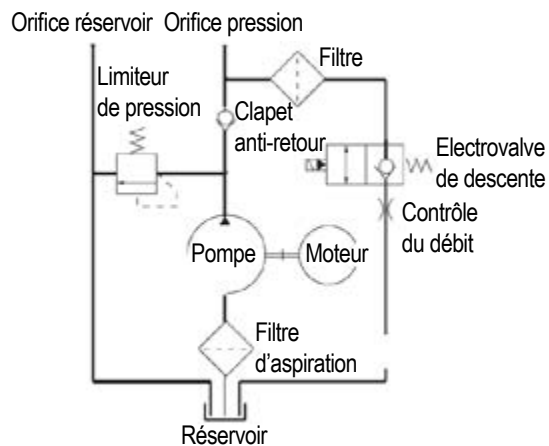 Orifice réservoir
Orifice pression
Filtre
Limiteur
de pression
Clapet
anti-retour
Electrovalve
de descente
Contrôle
du débit
Pompe
Moteur
Filtre
d'aspiration
Réservoir